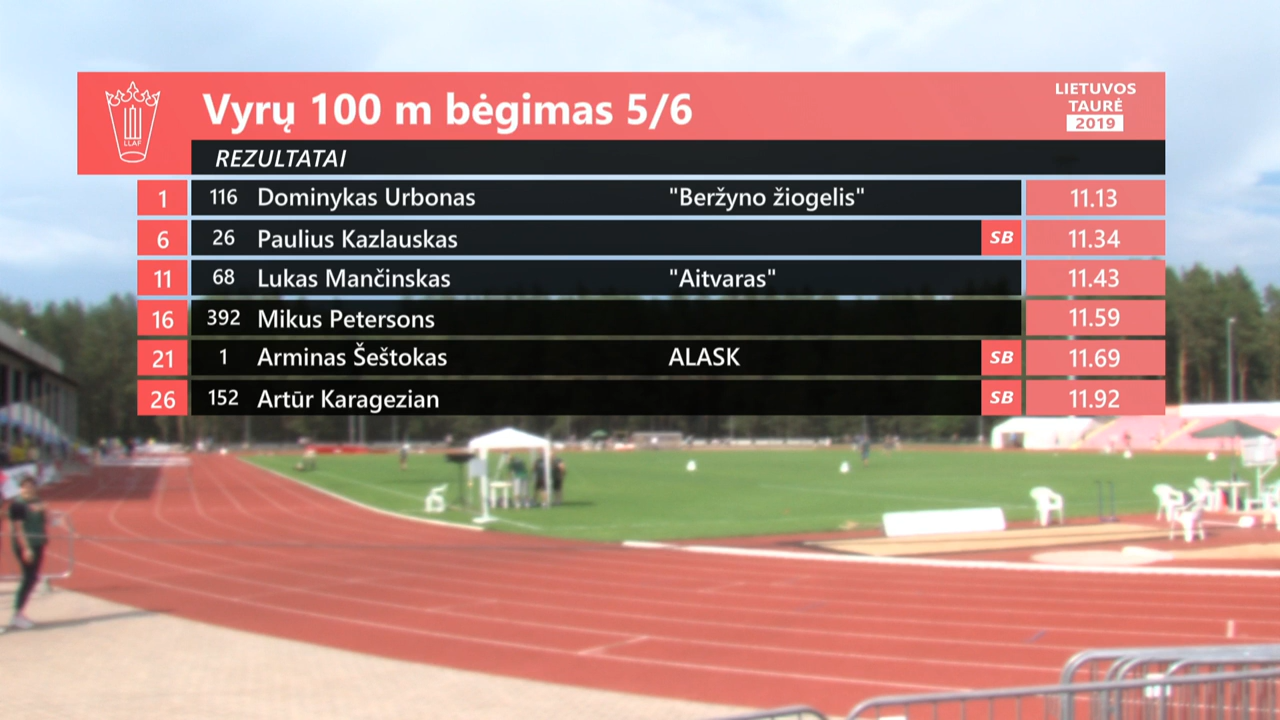 Vyrų 100 m bėgimas 5/6
LIETUVOS
TAURĖ
2019
LLAF
REZULTATAI
1 116 Dominykas Urbonas "Beržyno žiogelis" 11.13
6 26 Paulius Kazlauskas SB 11.34
11 68 Lukas Mančinskas "Aitvaras" 11.43
16 392 Mikus Petersons 11.59
21 1 Arminas Šeštokas ALASK SB 11.69
26 152 Artūr Karagezian SB 11.92